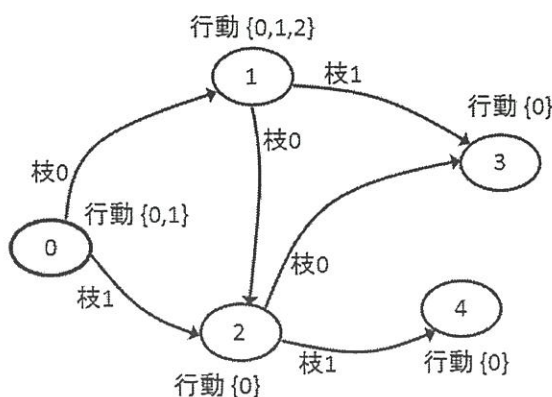 行動 {0,1,2}
1
枝1
行動 {0}
枝0
3
枝0
行動 {0,1}
0
枝0
枝1
4
2
枝1
行動 {0}
行動 {0}